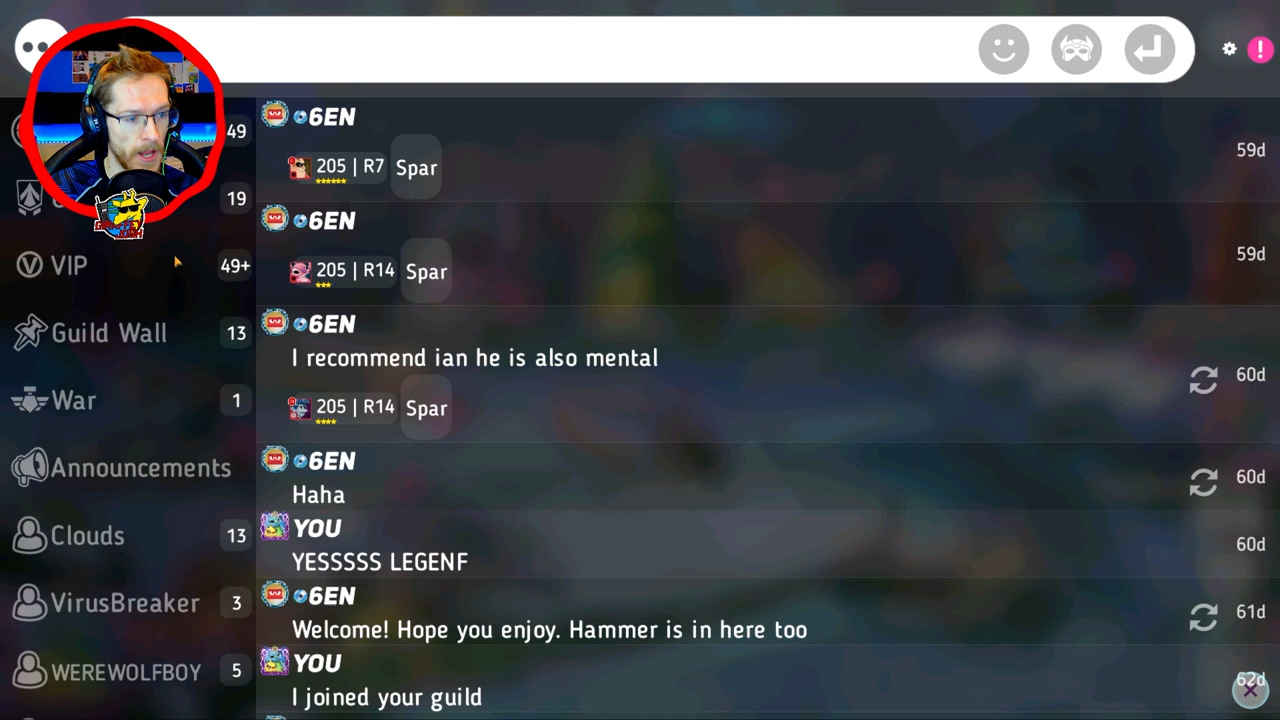 49
6EN
205 | R7 Spar
59d
19
6EN
205 | R14 Spar
59d
VIP 49+
Guild Wall 13
6EN
I recommend ian he is also mental
205 | R14 Spar
60d
War 1
Announcements
6EN
Haha
60d
Clouds 13
YOU
YESSSSS LEGENF
60d
VirusBreaker 3
6EN
Welcome! Hope you enjoy. Hammer is in here too
61d
WEREWOLFBOY 5
YOU
I joined your guild
62d